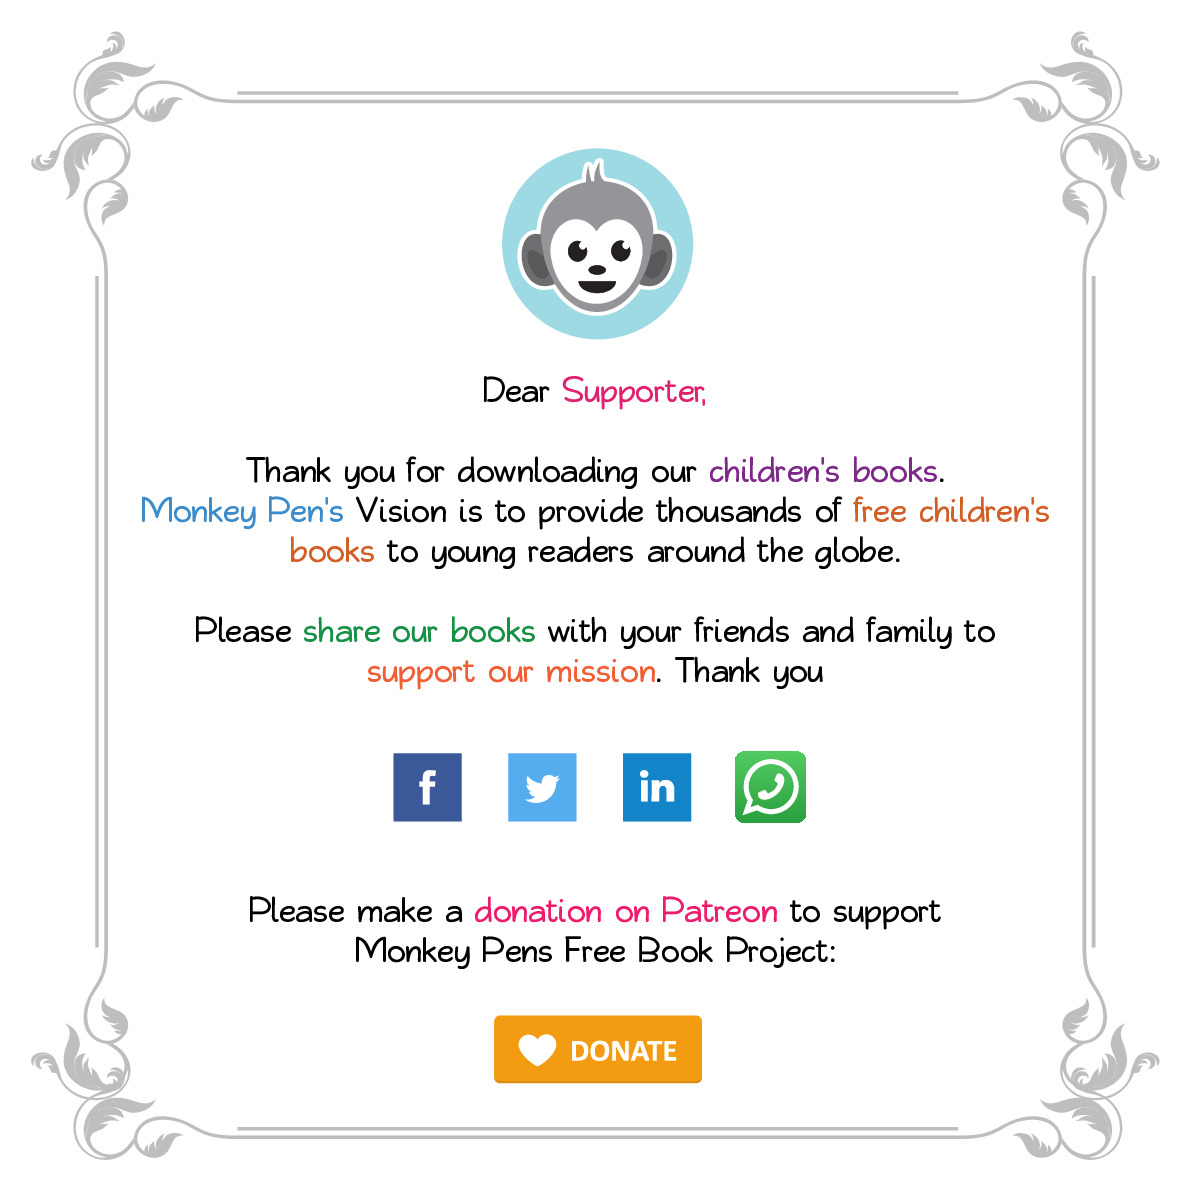 Dear Supporter,
Thank you for downloading our children's books.
Monkey Pen's Vision is to provide thousands of free children's
books to young readers around the globe.
Please share our books with your friends and family to
support our mission. Thank you
f
in
Please make a donation on Patreon to support
Monkey Pens Free Book Project:
DONATE